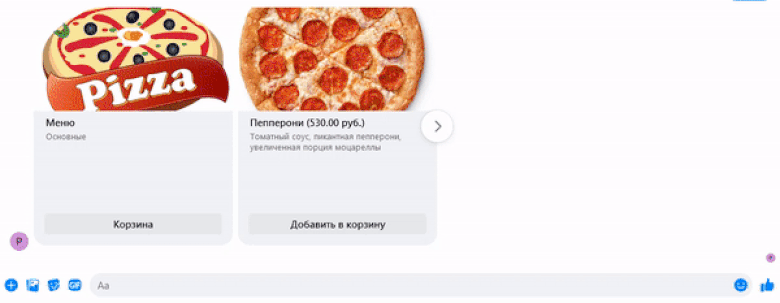 Pizza
Меню
Основные
Корзина
Пепперони (530.00 руб.)
Томатный соус, пикантная пепперони,
увеличенная порция моцареллы
Добавить в корзину
P
GIF
Aa